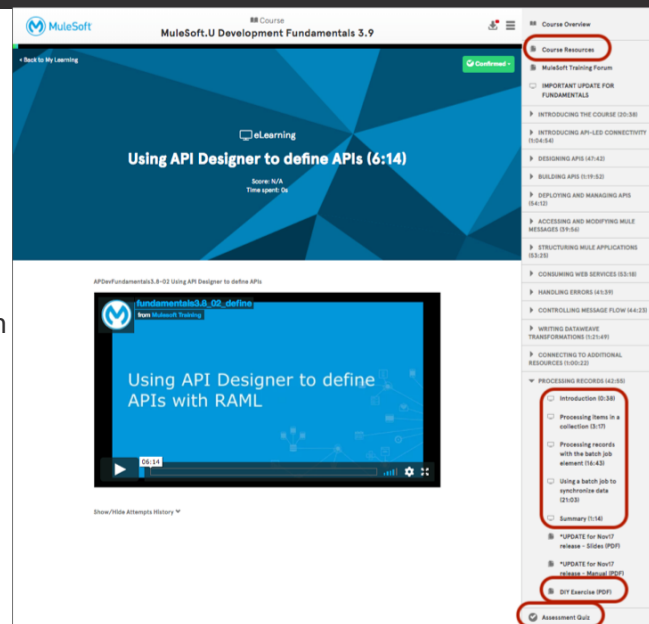 MuleSoft
Course
MuleSoft.U Development Fundamentals 3.9
< Back to My Learning
Confirmed
eLearning
Using API Designer to define APIs (6:14)
Score: N/A
Time spent: 0s
APDevFundamentals3.8-02 Using API Designer to define APIs
fundamentals3.8_02_define
from Mulesoft Training
Using API Designer to define
APIs with RAML
06:14
Show/Hide Attempts History
n
Course Overview
Course Resources
MuleSoft Training Forum
IMPORTANT UPDATE FOR
FUNDAMENTALS
INTRODUCING THE COURSE (20:38)
INTRODUCING API-LED CONNECTIVITY
(1:04:54)
DESIGNING APIS (47:42)
BUILDING APIS (1:19:52)
DEPLOYING AND MANAGING APIS
(54:12)
ACCESSING AND MODIFYING MULE
MESSAGES (59:56)
STRUCTURING MULE APPLICATIONS
(53:25)
CONSUMING WEB SERVICES (53:18)
HANDLING ERRORS (41:39)
CONTROLLING MESSAGE FLOW (44:23)
WRITING DATAWEAVE
TRANSFORMATIONS (1:21:49)
CONNECTING TO ADDITIONAL
RESOURCES (1:00:22)
PROCESSING RECORDS (42:55)
Introduction (0:38)
Processing items in a
collection (3:17)
Processing records
with the batch job
element (16:43)
Using a batch job to
synchronize data
(21:03)
Summary (1:14)
*UPDATE for Nov17
release - Slides (PDF)
*UPDATE for Nov17
release - Manual (PDF)
DIY Exercise (PDF)
Assessment Quiz